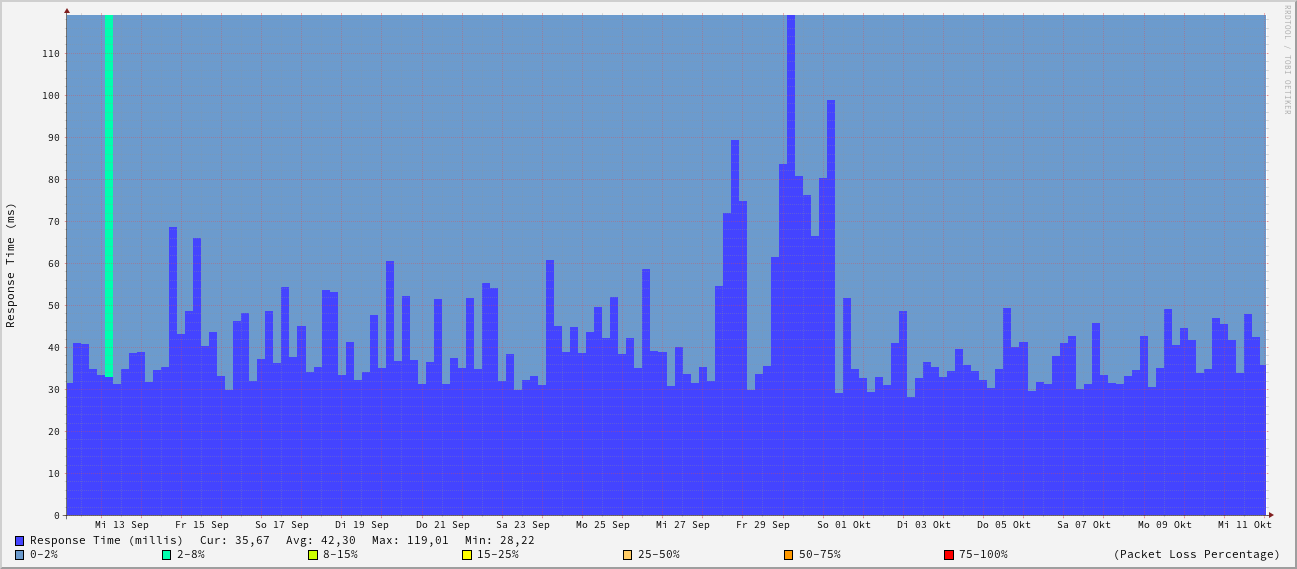 RRDTOOL / TOBI OETIKER
Response Time (ms)
110
100
90
80
70
60
50
40
30
20
10
0
Mi 13 Sep Fr 15 Sep So 17 Sep Di 19 Sep Do 21 Sep Sa 23 Sep Mo 25 Sep Mi 27 Sep Fr 29 Sep So 01 Okt Di 03 Okt Do 05 Okt Sa 07 Okt Mo 09 Okt Mi 11 Okt
Response Time (millis) Cur: 35,67 Avg: 42,30 Max: 119,01 Min: 28,22
0-2% 2-8% 8-15% 15-25% 25-50% 50-75% 75-100% (Packet Loss Percentage)